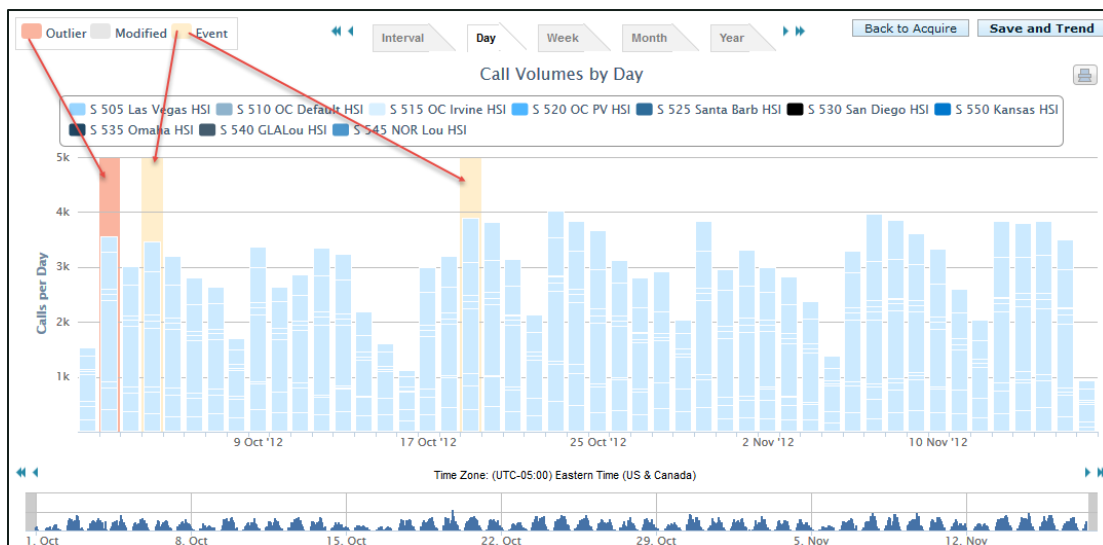 Outlier Modified Event
Interval Day Week Month Year
Back to Acquire Save and Trend
Call Volumes by Day
S 505 Las Vegas HSI S 510 OC Default HSI S 515 OC Irvine HSI S 520 OC PV HSI S 525 Santa Barb HSI S 530 San Diego HSI S 550 Kansas HSI
S 535 Omaha HSI S 540 GLALou HSI S 545 NOR Lou HSI
5k
4k
3k
2k
1k
Calls per Day
9 Oct '12 17 Oct '12 25 Oct '12 2 Nov '12 10 Nov '12
Time Zone: (UTC-05:00) Eastern Time (US & Canada)
1. Oct 8. Oct 15. Oct 22. Oct 29. Oct 5. Nov 12. Nov